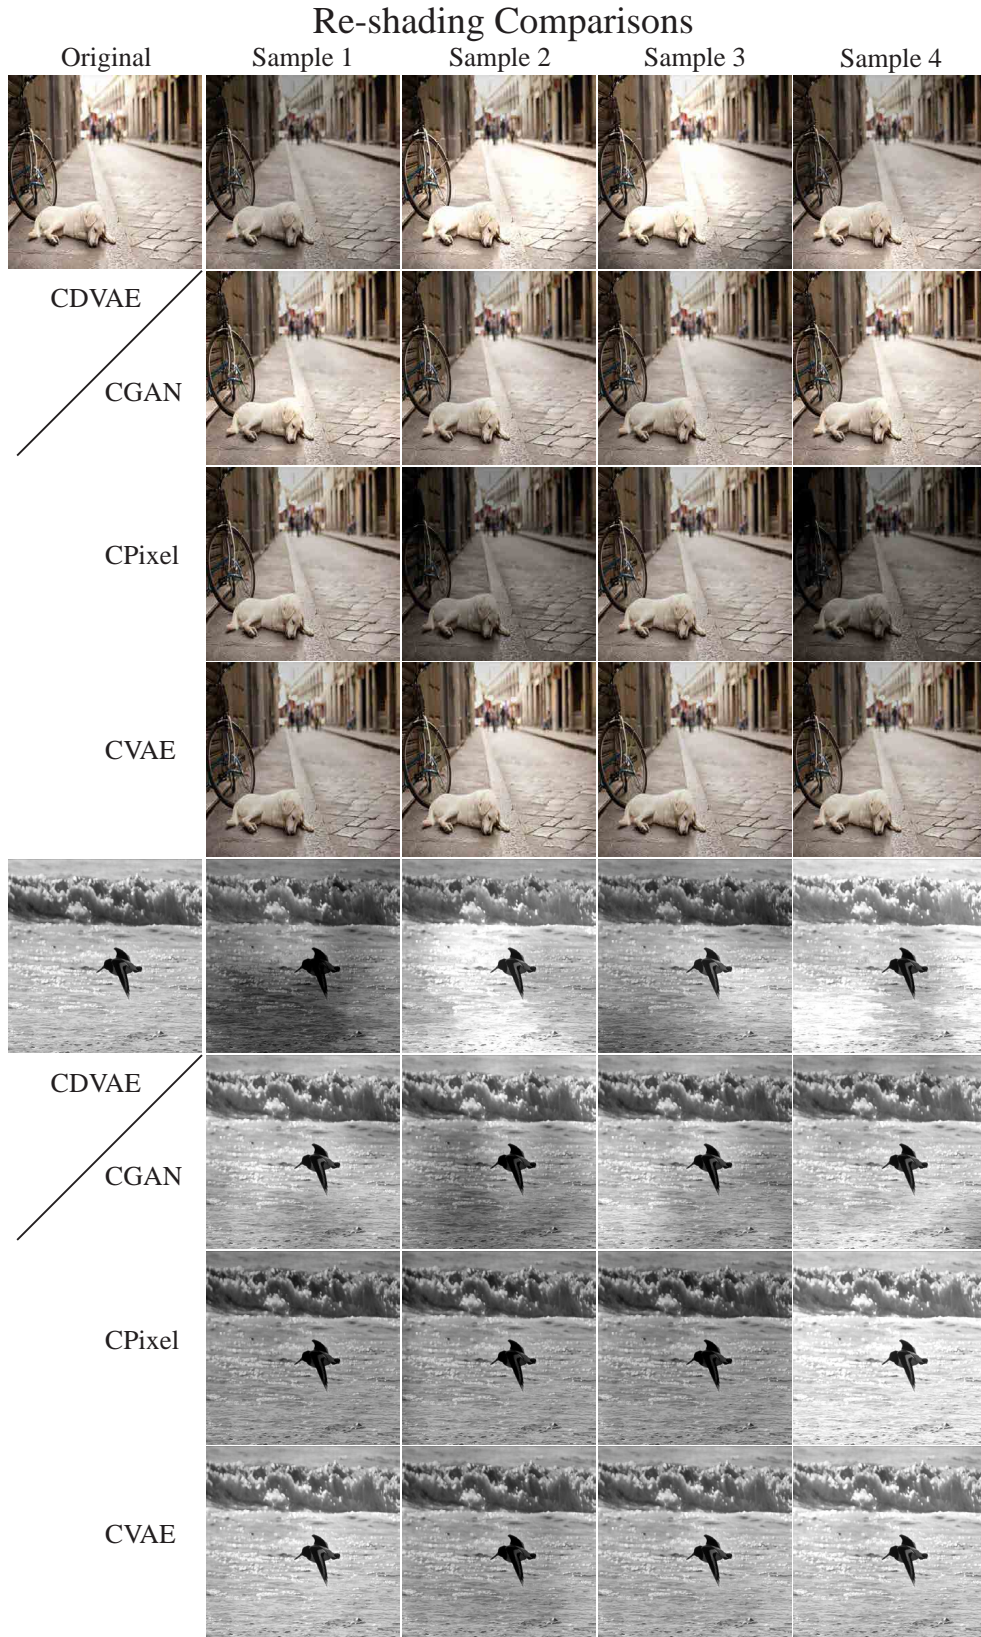 Re-shading Comparisons
Original Sample 1 Sample 2 Sample 3 Sample 4
CDVAE
CGAN
CPixel
CVAE
CDVAE
CGAN
CPixel
CVAE